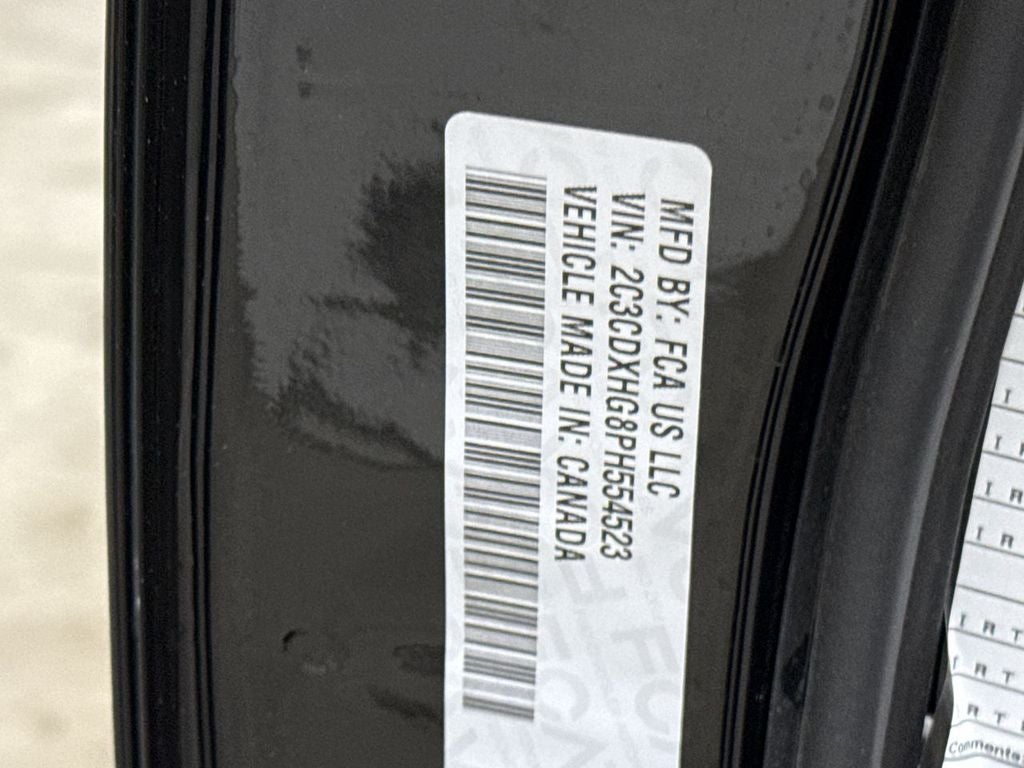 MFD BY: FCA US LLC
VIN: 2C3CDXHG8PH554523
VEHICLE MADE IN: CANADA
I
I
I R
I R
I R T
I R T
R T
Comments